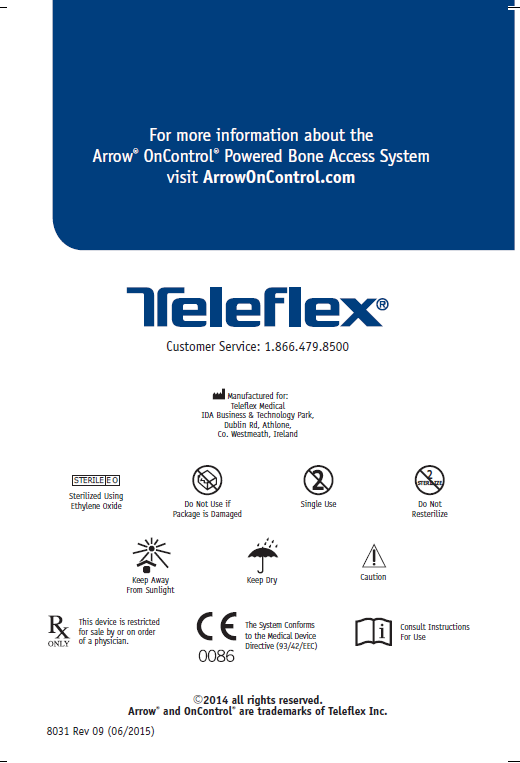 For more information about the
Arrow® OnControl® Powered Bone Access System
visit ArrowOnControl.com
Teleflex®
Customer Service: 1.866.479.8500
Manufactured for:
Teleflex Medical
IDA Business & Technology Park,
Dublin Rd, Athlone,
Co. Westmeath, Ireland
STERILE EO
Sterilized Using
Ethylene Oxide
Do Not Use if
Package is Damaged
2
Single Use
2
STERILIZE
Do Not
Resterilize
Keep Away
From Sunlight
Keep Dry
Caution
Rx
ONLY
This device is restricted
for sale by or on order
of a physician.
CE
0086
The System Conforms
to the Medical Device
Directive (93/42/EEC)
i
Consult Instructions
For Use
©2014 all rights reserved.
Arrow® and OnControl® are trademarks of Teleflex Inc.
8031 Rev 09 (06/2015)